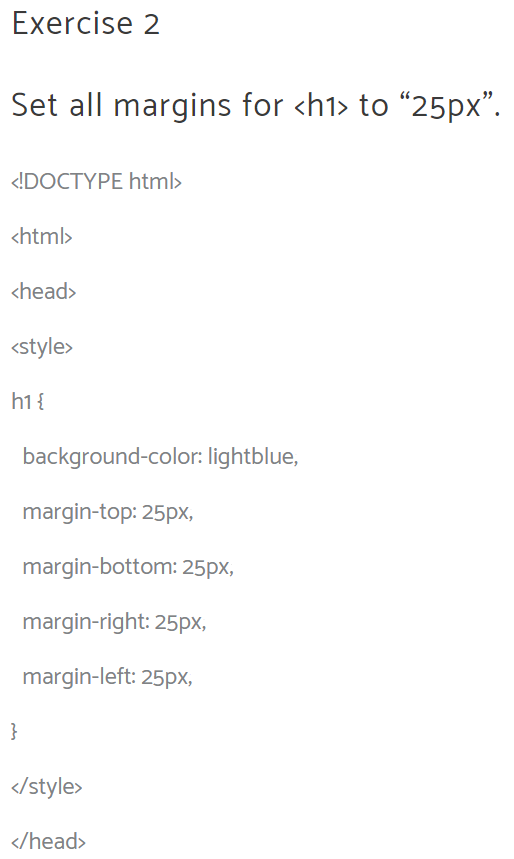 Exercise 2
Set all margins for <h1> to “25px”.
<!DOCTYPE html>
<html>
<head>
<style>
h1 {
background-color: lightblue,
margin-top: 25px,
margin-bottom: 25px,
margin-right: 25px,
margin-left: 25px,
}
</style>
</head>